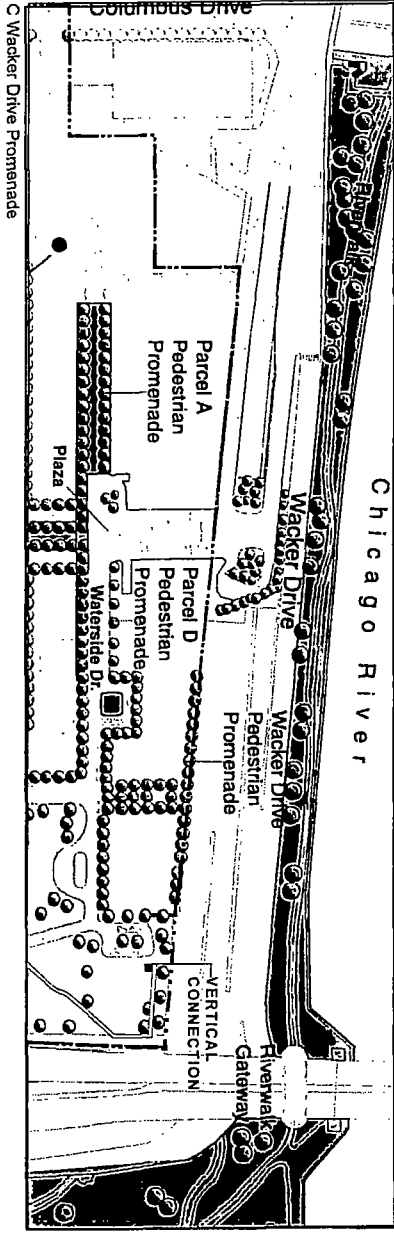 Columbus Drive
Riverwalk
Chicago River
Parcel A
Pedestrian
Promenade
Plaza
Wacker Drive
Parcel D
Pedestrian
Promenade
Waterside Dr.
Wacker Drive
Pedestrian
Promenade
VERTICAL
CONNECTION
Riverwalk
Gateway
C Wacker Drive Promenade